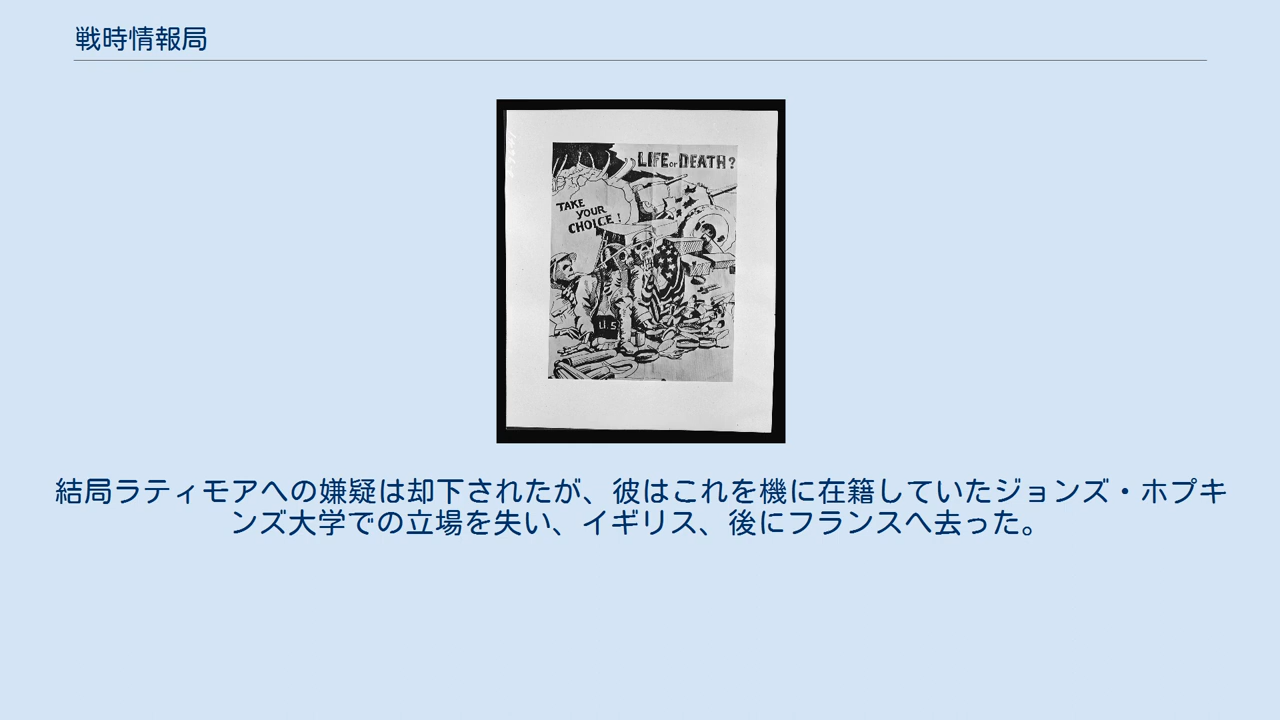 戦時情報局
LIFE or DEATH?
TAKE
YOUR
CHOICE!
U.S
結局ラティモアへの嫌疑は却下されたが、彼はこれを機に在籍していたジョンズ・ホプキ
ンズ大学での立場を失い、イギリス、後にフランスへ去った。